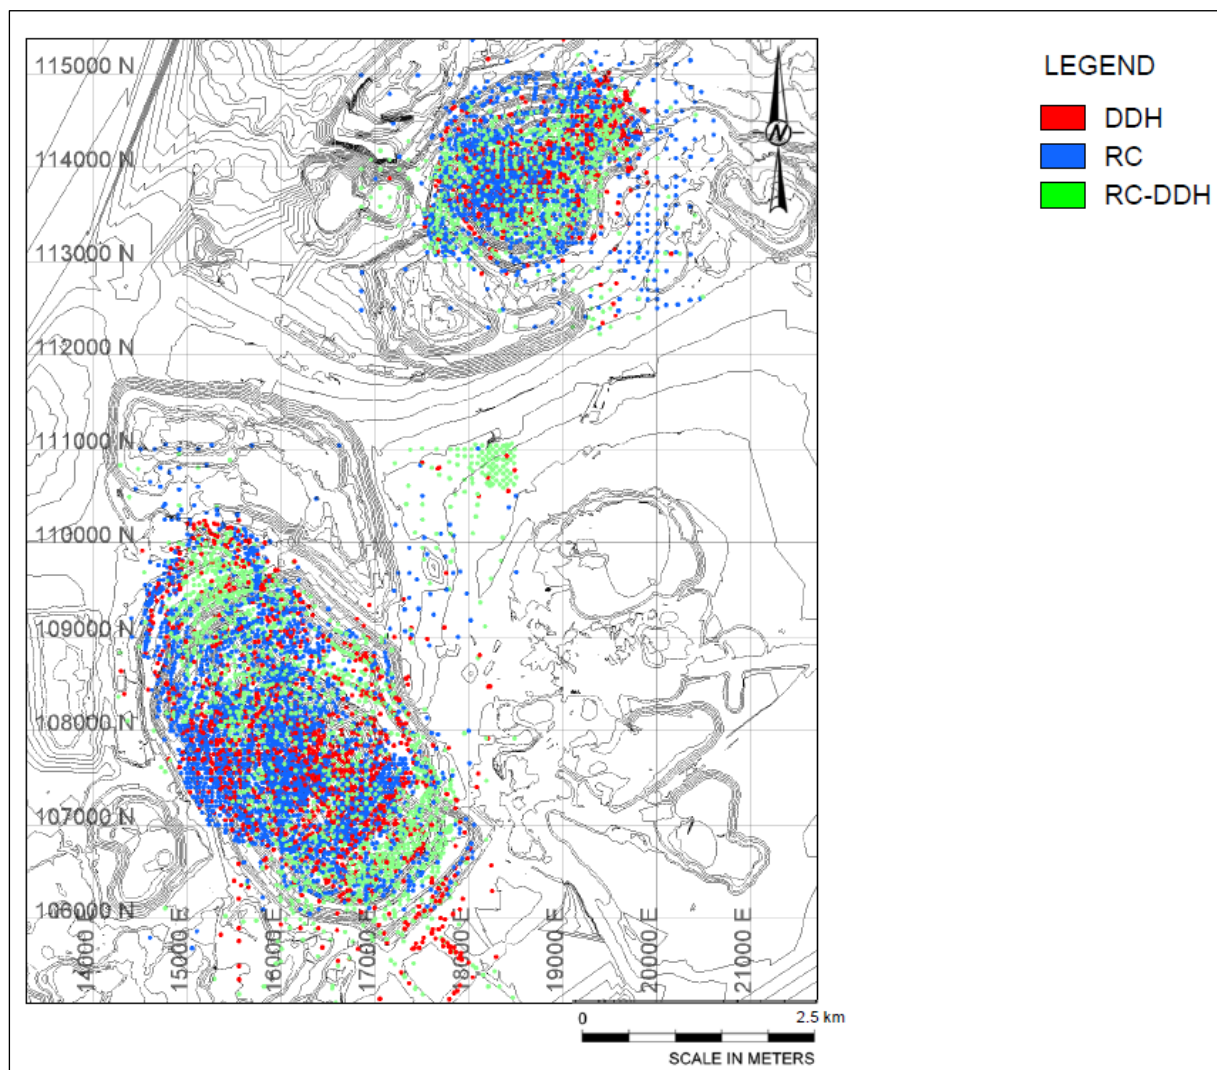 115000 N
114000 N
113000 N
112000 N
111000 N
110000 N
109000 N
108000 N
107000 N
106000 N
14000 E
15000 E
16000 E
17000 E
18000 E
19000 E
20000 E
21000 E
N
LEGEND
DDH
RC
RC-DDH
0 2.5 km
SCALE IN METERS